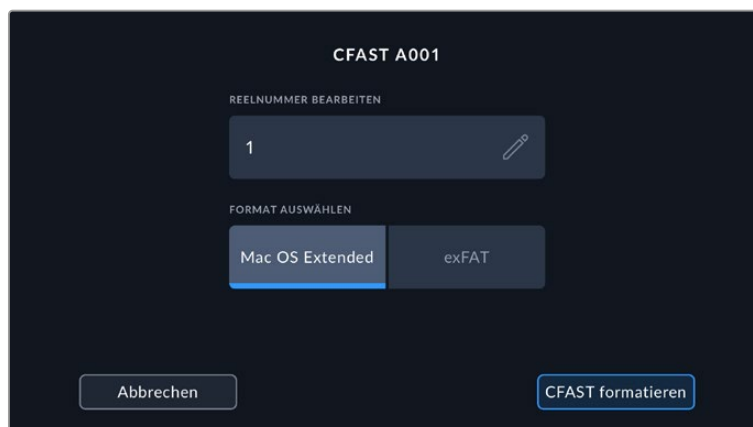 CFAST A001
REELNUMMER BEARBEITEN
1
FORMAT AUSWÄHLEN
Mac OS Extended exFAT
Abbrechen CFAST formatieren